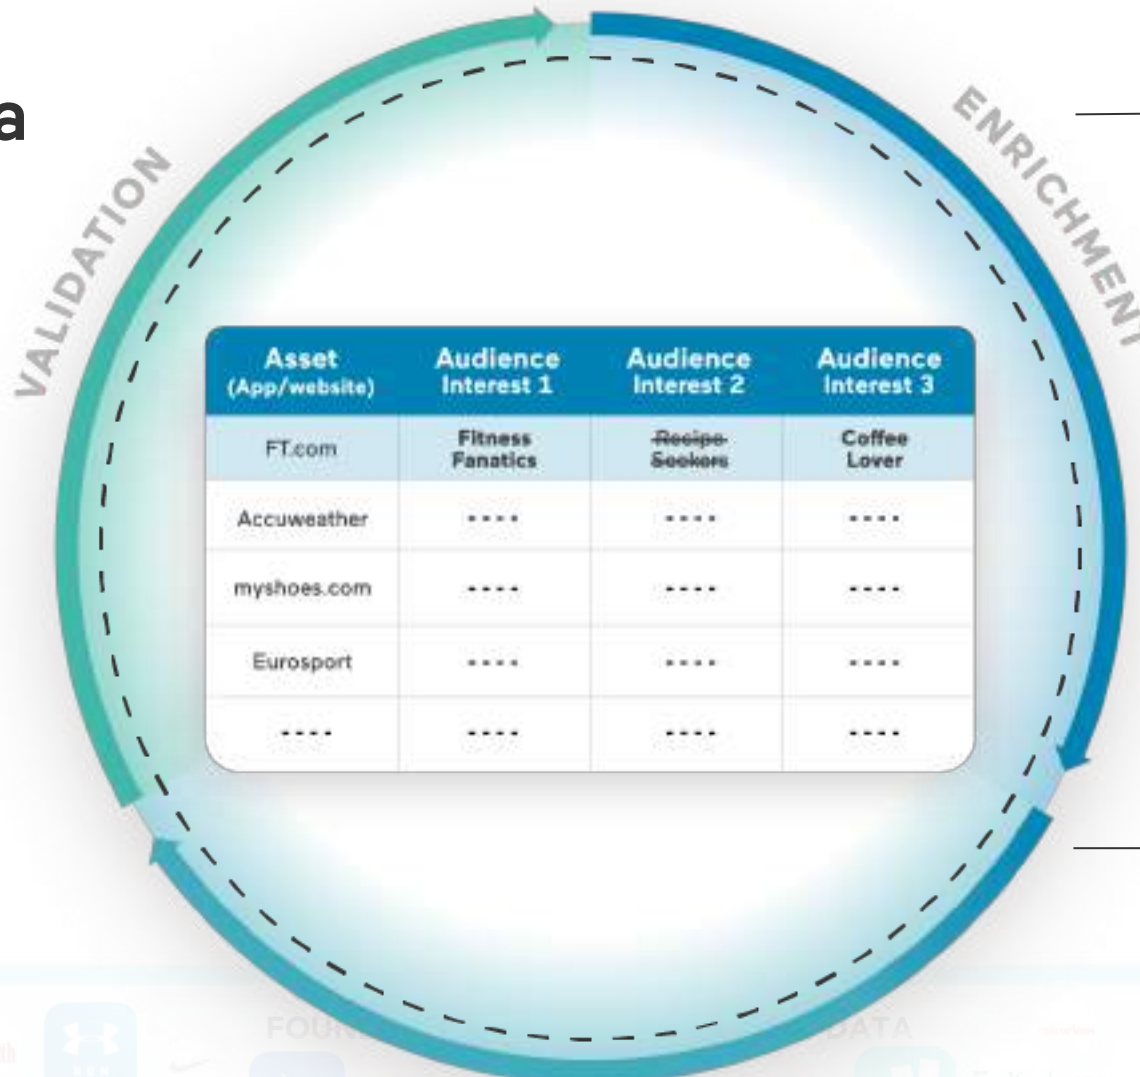 a
VALIDATION
ENRICHMENT
Asset
(App/website)
Audience
Interest 1
Audience
Interest 2
Audience
Interest 3
FT.com
Fitness
Fanatics
Recipe
Seekers
Coffee
Lover
Accuweather
----
----
----
myshoes.com
----
----
----
Eurosport
----
----
----
----
----
----
----
DATA